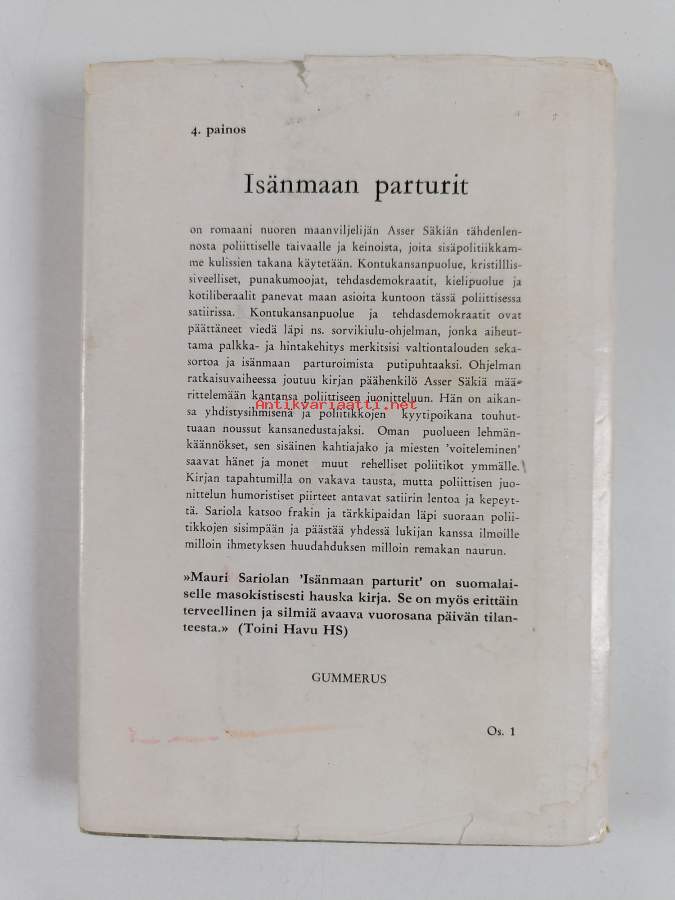 4. painos
Isänmaan parturit
on romaani nuoren maanviljelijän Asser Säkiän tähdenlen-
nosta poliittiselle taivaalle ja keinoista, joita sisäpolitiikkam-
me kulissien takana käytetään. Kontukansanpuolue, kristilllis-
siveelliset, punakumoojat, tehdasdemokraatit, kielipuolue ja
kotiliberaalit panevat maan asioita kuntoon tässä poliittisessa
satiirissa. Kontukansanpuolue ja tehdasdemokraatit ovat
päättäneet viedä läpi ns. sorvikiulu-ohjelman, jonka aiheut-
tama palkka- ja hintakehitys merkitsisi valtiontalouden seka-
sortoa ja isänmaan parturoimista putipuhtaaksi. Ohjelman
ratkaisuvaiheessa joutuu kirjan päähenkilö Asser Säkiä mää-
rittelemään kantansa poliittiseen juonitteluun. Hän on aikan-
Antikvariaatti.net
sa yhdistysihmisenä ja poliitikkojen kyytipoikana touhut-
tuaan noussut kansanedustajaksi. Oman puolueen lehmän-
käännökset, sen sisäinen kahtiajako ja miesten 'voiteleminen'
saavat hänet ja monet muut rehelliset poliitikot ymmälle.
Kirjan tapahtumilla on vakava tausta, mutta poliittisen juo-
nittelun humoristiset piirteet antavat satiirin lentoa ja kepeyt-
tä. Sariola katsoo frakin ja tärkkipaidan läpi suoraan polii-
tikkojen sisimpään ja päästää yhdessä lukijan kanssa ilmoille
milloin ihmetyksen huudahduksen milloin remakan naurun.
»Mauri Sariolan 'Isänmaan parturit' on suomalai-
selle masokistisesti hauska kirja. Se on myös erittäin
terveellinen ja silmiä avaava vuorosana päivän tilan-
teesta.» (Toini Havu HS)
GUMMERUS
Os. 1